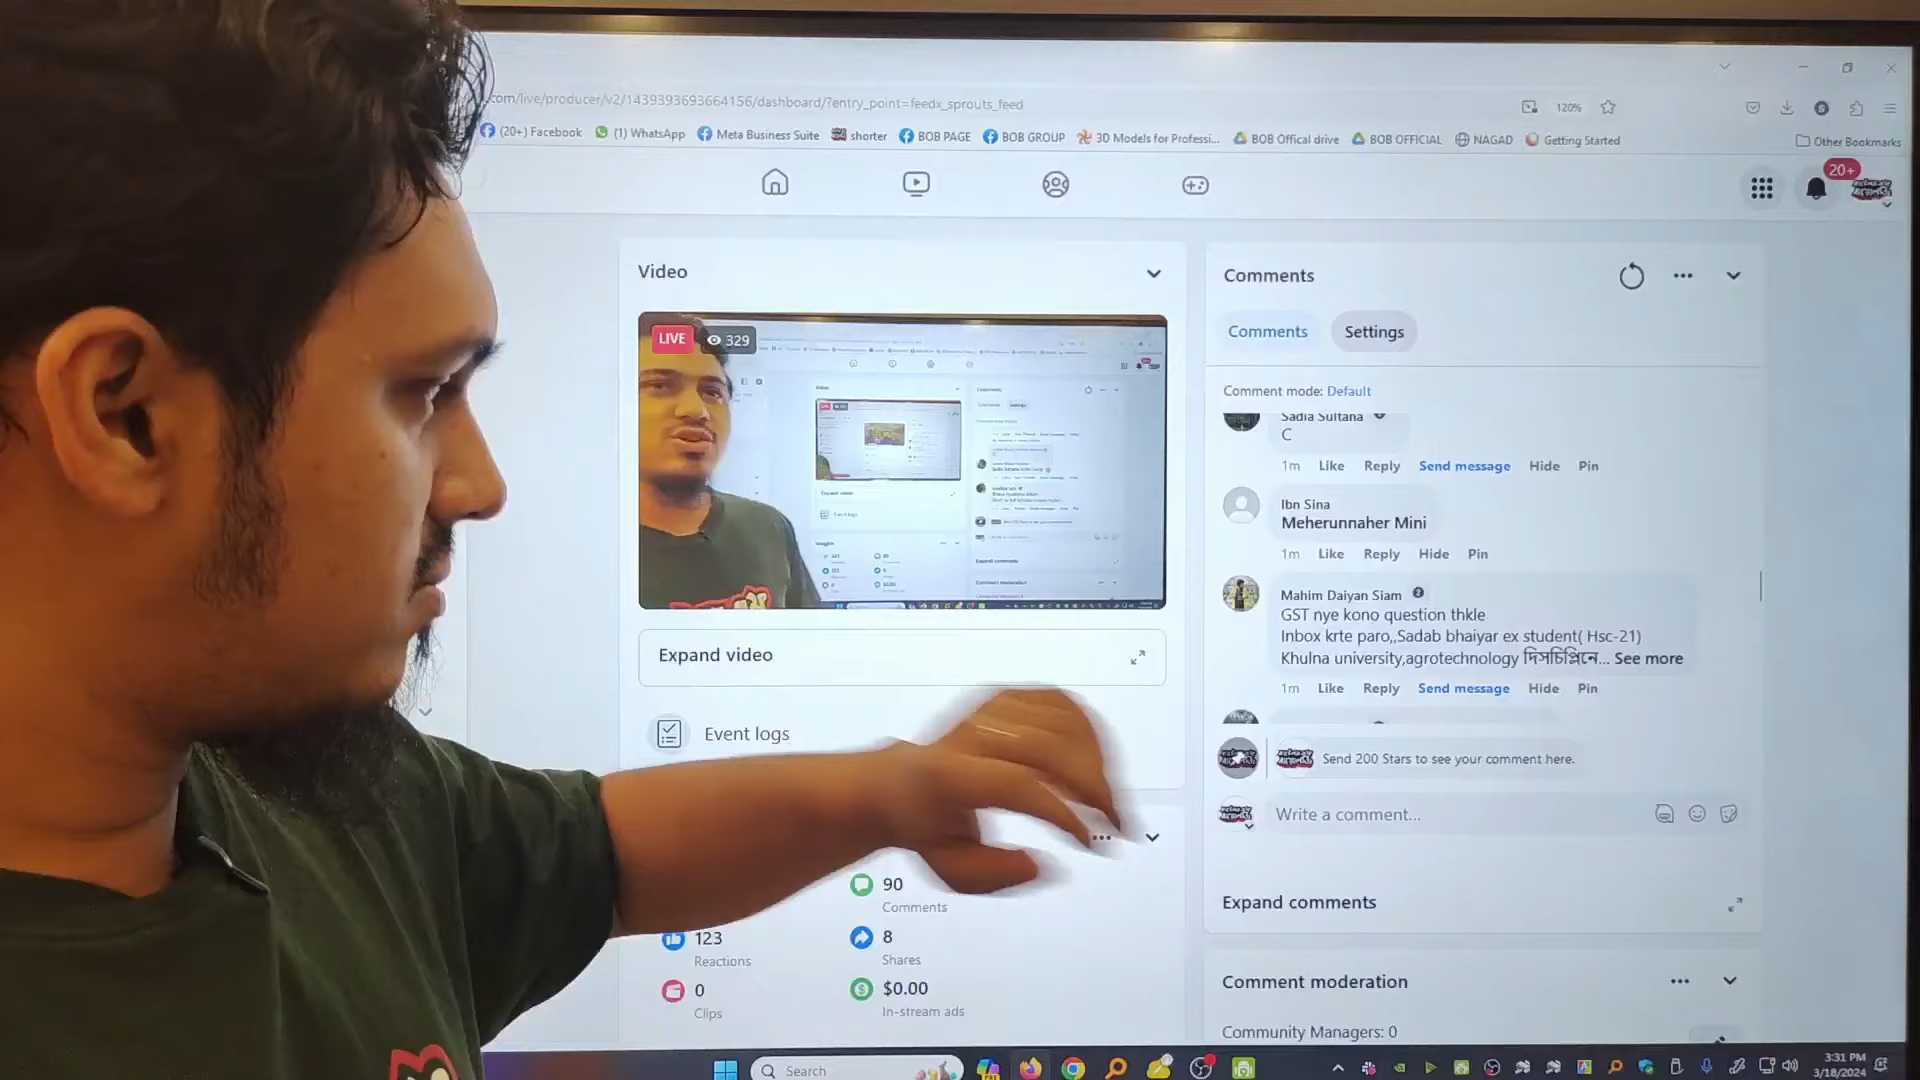 .com/live/producer/v2/1439393693664156/dashboard/?entry_point=feedx_sprouts_feed
120%
(20+) Facebook
(1) WhatsApp
Meta Business Suite
shorter
BOB PAGE
BOB GROUP
3D Models for Professi...
BOB Offical drive
BOB OFFICIAL
NAGAD
Getting Started
Other Bookmarks
20+
Video
LIVE
329
Expand video
Event logs
90
Comments
123
Reactions
8
Shares
0
Clips
$0.00
In-stream ads
Comments
Comments
Settings
Comment mode: Default
Sadia Sultana
C
1m Like Reply Send message Hide Pin
Ibn Sina
Meherunnaher Mini
1m Like Reply Hide Pin
Mahim Daiyan Siam
GST nye kono question thkle
Inbox krte paro,,Sadab bhaiyar ex student( Hsc-21)
Khulna university,agrotechnology ডিসিপ্লিনে... See more
1m Like Reply Send message Hide Pin
Send 200 Stars to see your comment here.
Write a comment...
Expand comments
Comment moderation
Community Managers: 0
Search
3:31 PM
3/18/2024